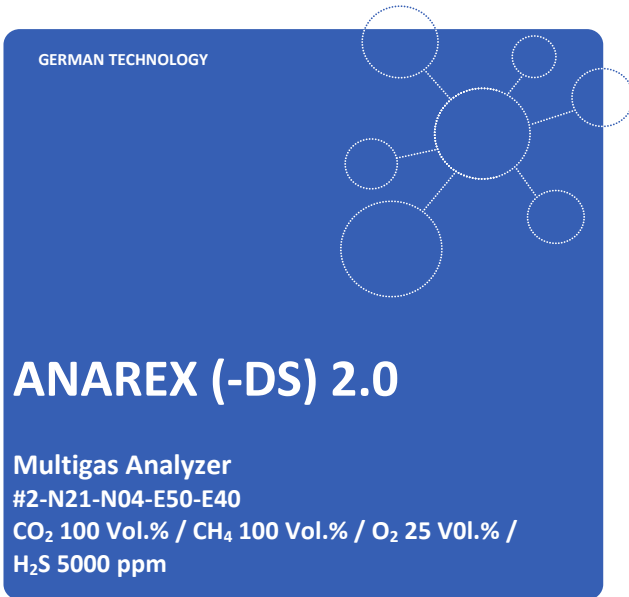 GERMAN TECHNOLOGY
ANAREX (-DS) 2.0
Multigas Analyzer
#2-N21-N04-E50-E40
CO₂ 100 Vol.% / CH₄ 100 Vol.% / O₂ 25 V0l.% /
H₂S 5000 ppm